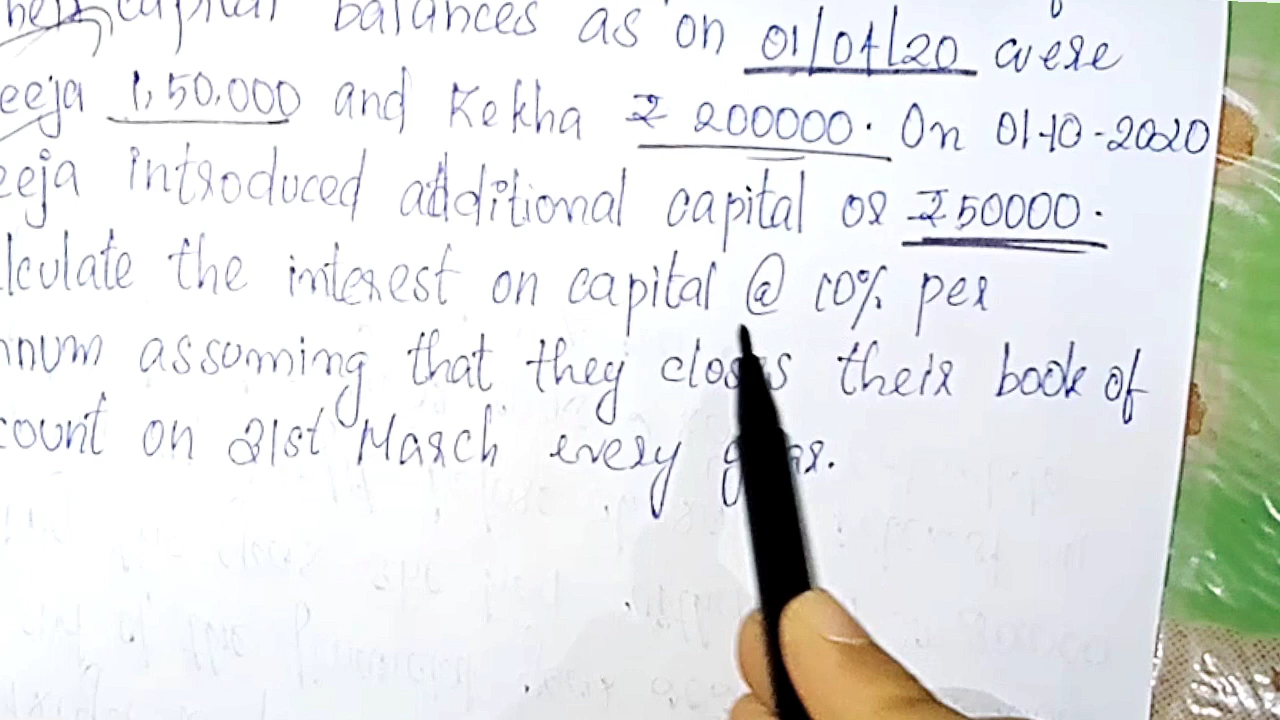 capital balances as on 01/04/20 were
eeja 1,50,000 and Rekha ₹ 200000. On 01-10-2020
eeja introduced additional capital of ₹50000.
lculate the interest on capital @ 10% per
nnum assuming that they closes their book of
count on 31st March every